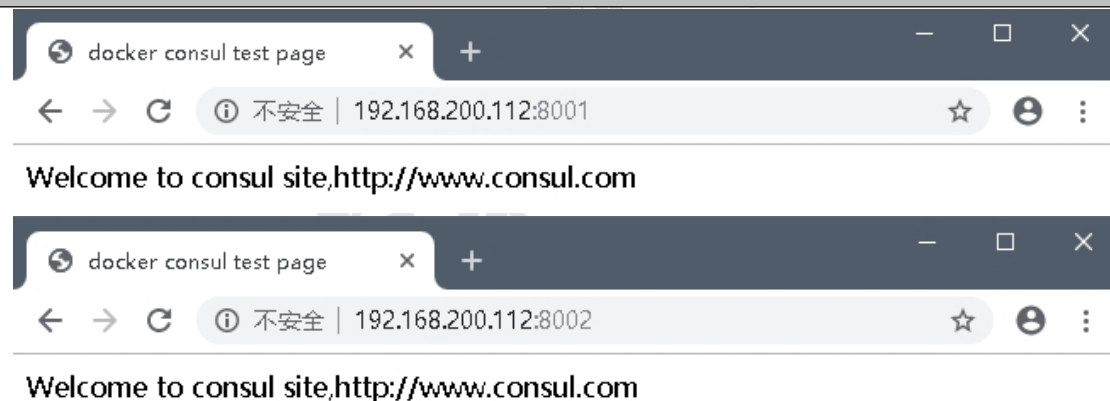 docker consul test page
不安全 | 192.168.200.112:8001
Welcome to consul site,http://www.consul.com
docker consul test page
不安全 | 192.168.200.112:8002
Welcome to consul site,http://www.consul.com